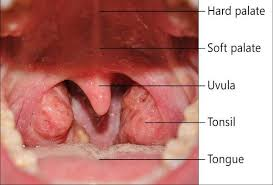 Hard palate
Soft palate
Uvula
Tonsil
Tongue